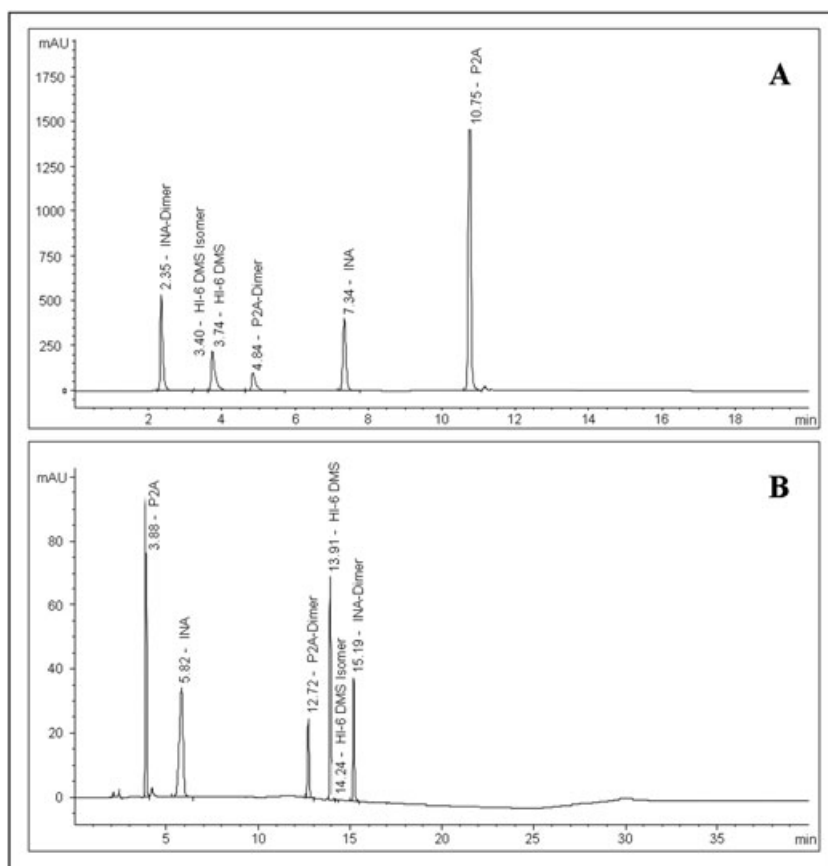 mAU
A
1750
1500
1250
1000
750
500
250
0
2.35 - INA-Dimer
3.40 - HI-6 DMS Isomer
3.74 - HI-6 DMS
4.84 - P2A-Dimer
7.34 - INA
10.75 - P2A
2 4 6 8 10 12 14 16 18 min
mAU
B
80
60
40
20
0
3.88 - P2A
5.82 - INA
12.72 - P2A-Dimer
13.91 - HI-6 DMS
14.24 - HI-6 DMS Isomer
15.19 - INA-Dimer
5 10 15 20 25 30 35 min